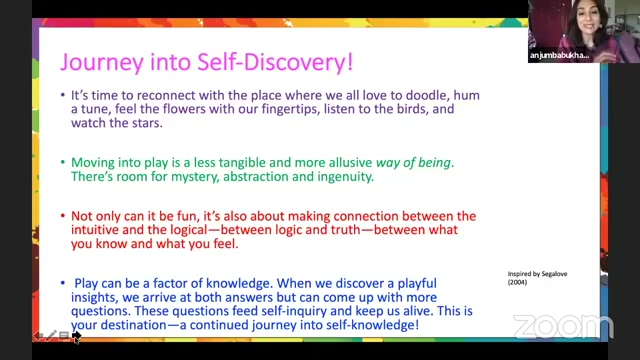 anjumbabukha...
Journey into Self-Discovery!
• It's time to reconnect with the place where we all love to doodle, hum
a tune, feel the flowers with our fingertips, listen to the birds, and
watch the stars.
• Moving into play is a less tangible and more allusive way of being.
There's room for mystery, abstraction and ingenuity.
• Not only can it be fun, it's also about making connection between the
intuitive and the logical—between logic and truth—between what
you know and what you feel.
• Play can be a factor of knowledge. When we discover a playful
insights, we arrive at both answers but can come up with more
questions. These questions feed self-inquiry and keep us alive. This is
your destination—a continued journey into self-knowledge!
Inspired by Segalove
(2004)
zoom